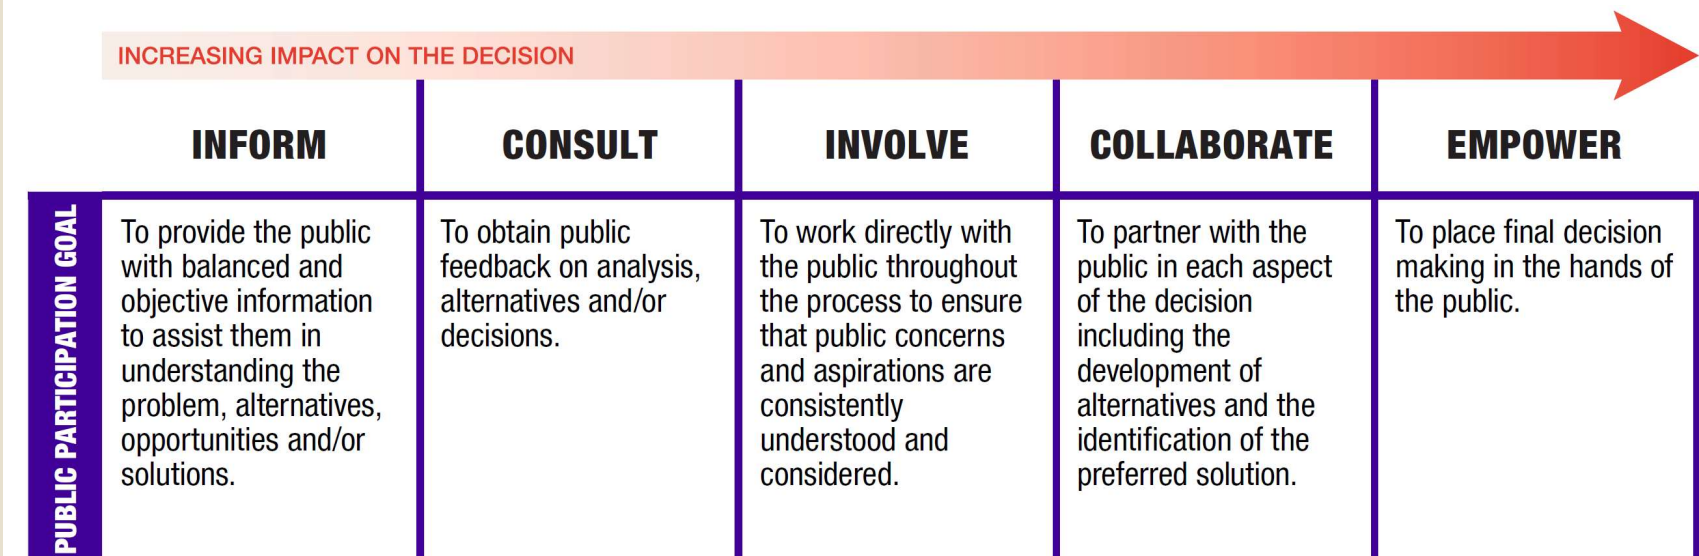 INCREASING IMPACT ON THE DECISION
INFORM
CONSULT
INVOLVE
COLLABORATE
EMPOWER
PUBLIC PARTICIPATION GOAL
To provide the public
with balanced and
objective information
to assist them in
understanding the
problem, alternatives,
opportunities and/or
solutions.
To obtain public
feedback on analysis,
alternatives and/or
decisions.
To work directly with
the public throughout
the process to ensure
that public concerns
and aspirations are
consistently
understood and
considered.
To partner with the
public in each aspect
of the decision
including the
development of
alternatives and the
identification of the
preferred solution.
To place final decision
making in the hands of
the public.